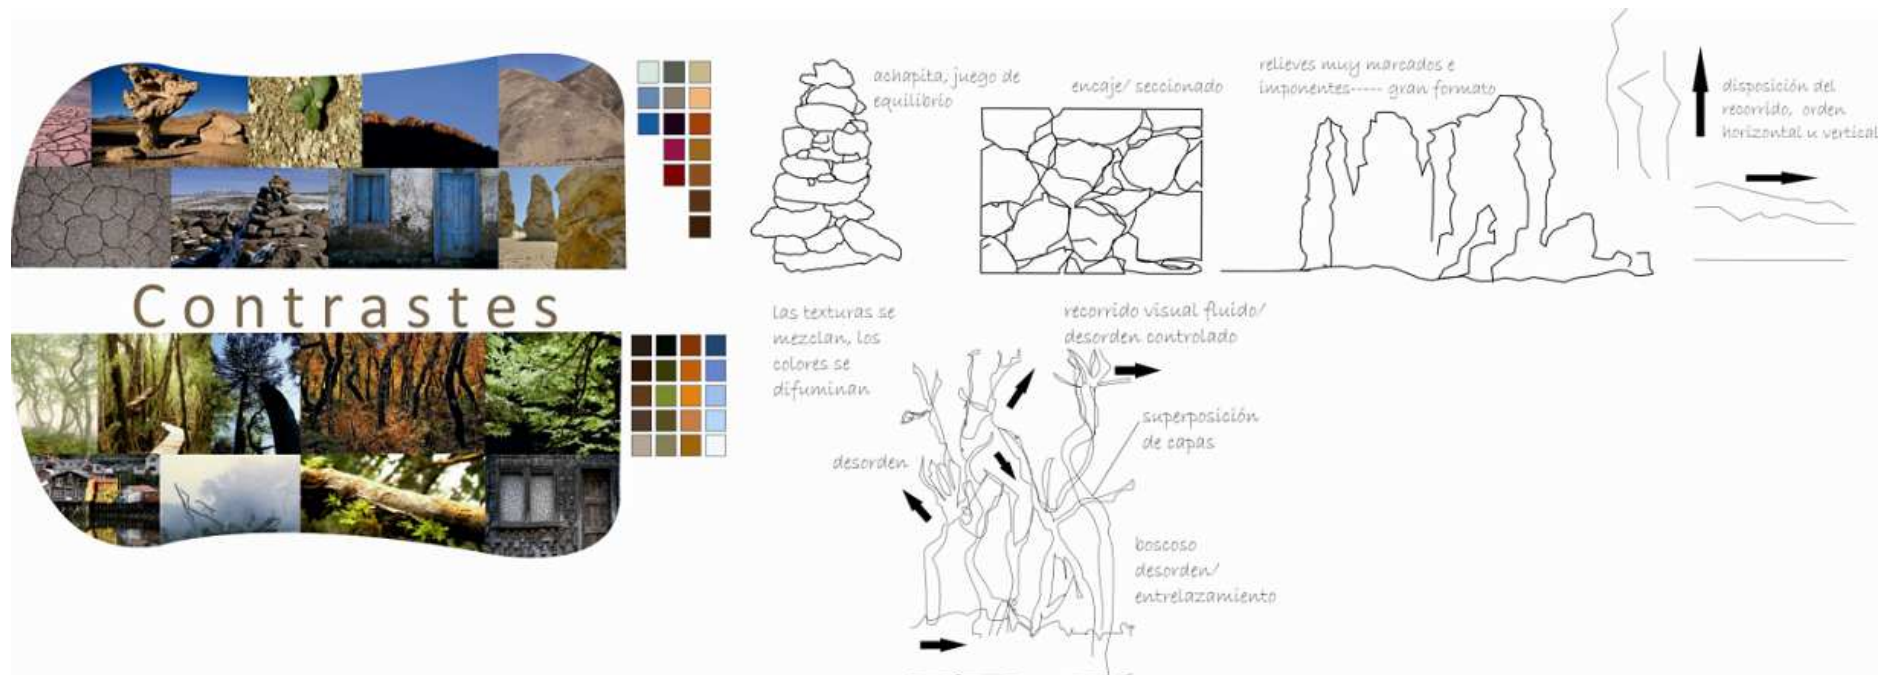 achapita, juego de
equilibrio
encaje/ seccionado
relieves muy marcados e
imponentes----- gran formato
disposición del
recorrido, orden
horizontal u vertical
Contrastes
las texturas se
mezclan, los
colores se
difuminan
recorrido visual fluido/
desorden controlado
superposición
de capas
desorden
boscoso
desorden/
entrelazamiento